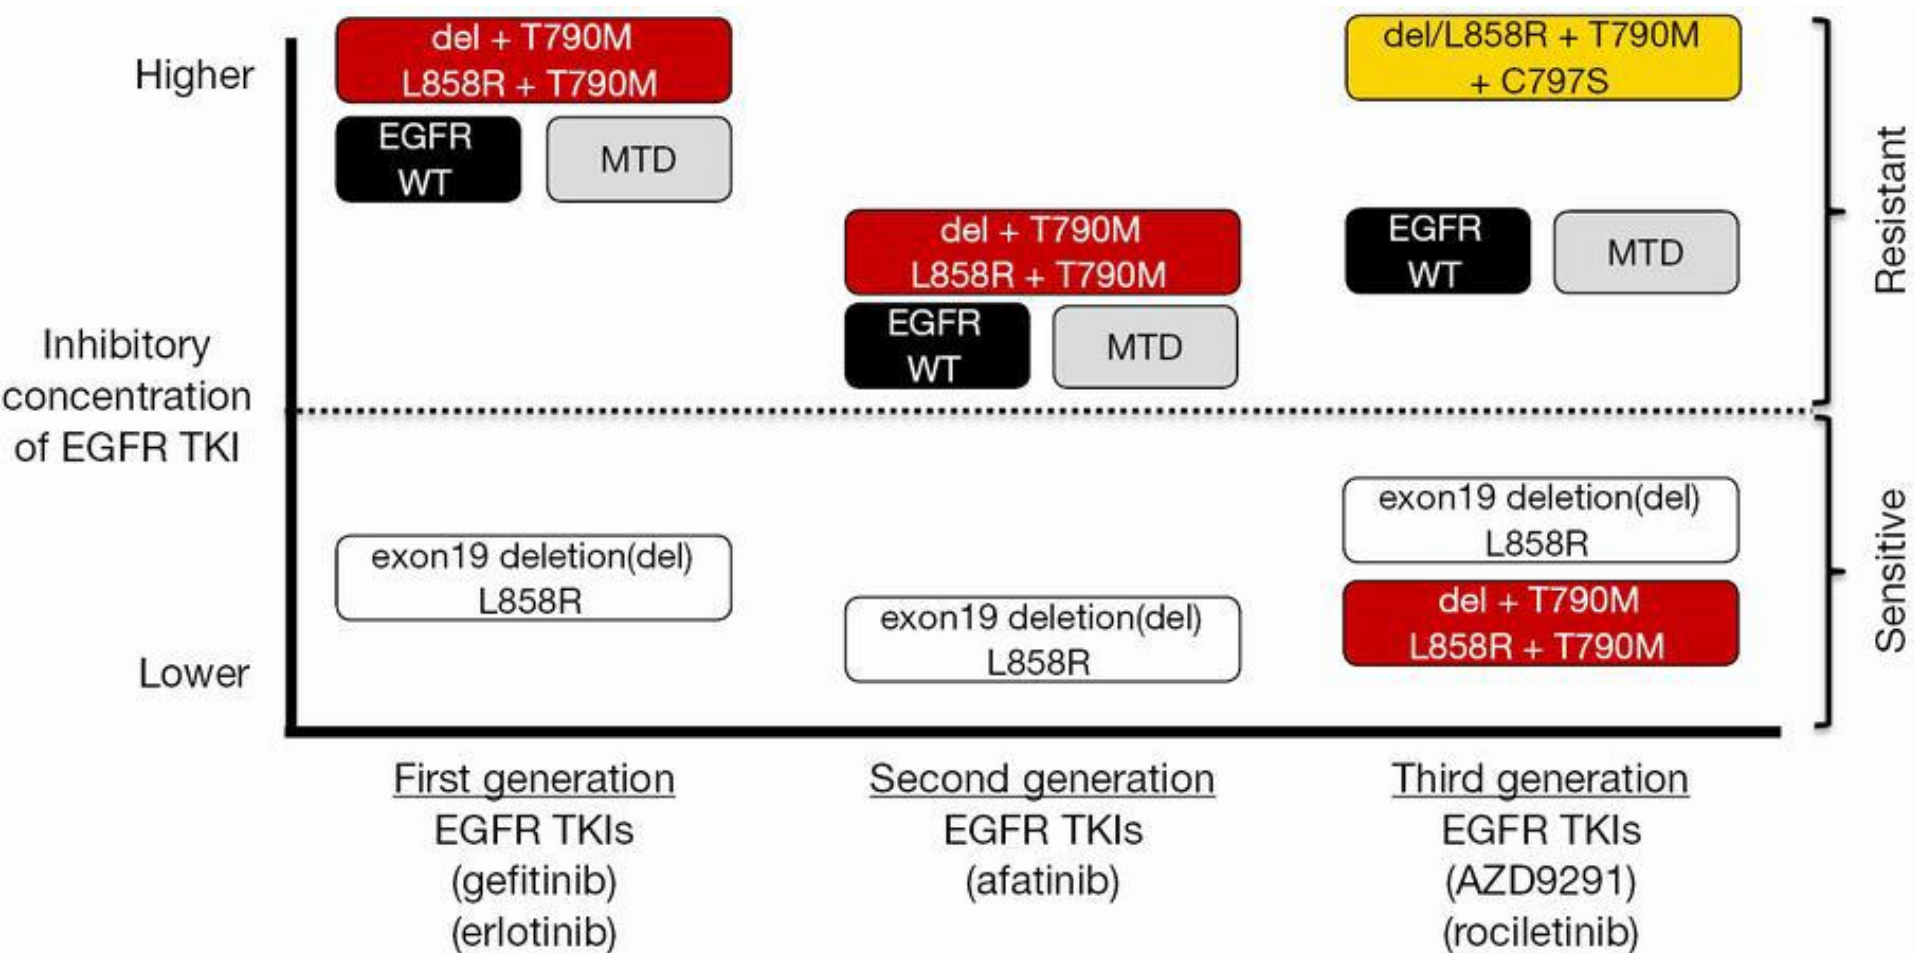 Higher
Inhibitory
concentration
of EGFR TKI
Lower
del + T790M
L858R + T790M
EGFR
WT
MTD
exon19 deletion(del)
L858R
del + T790M
L858R + T790M
EGFR
WT
MTD
exon19 deletion(del)
L858R
del/L858R + T790M
+ C797S
EGFR
WT
MTD
exon19 deletion(del)
L858R
del + T790M
L858R + T790M
Resistant
Sensitive
First generation
EGFR TKIs
(gefitinib)
(erlotinib)
Second generation
EGFR TKIs
(afatinib)
Third generation
EGFR TKIs
(AZD9291)
(rociletinib)